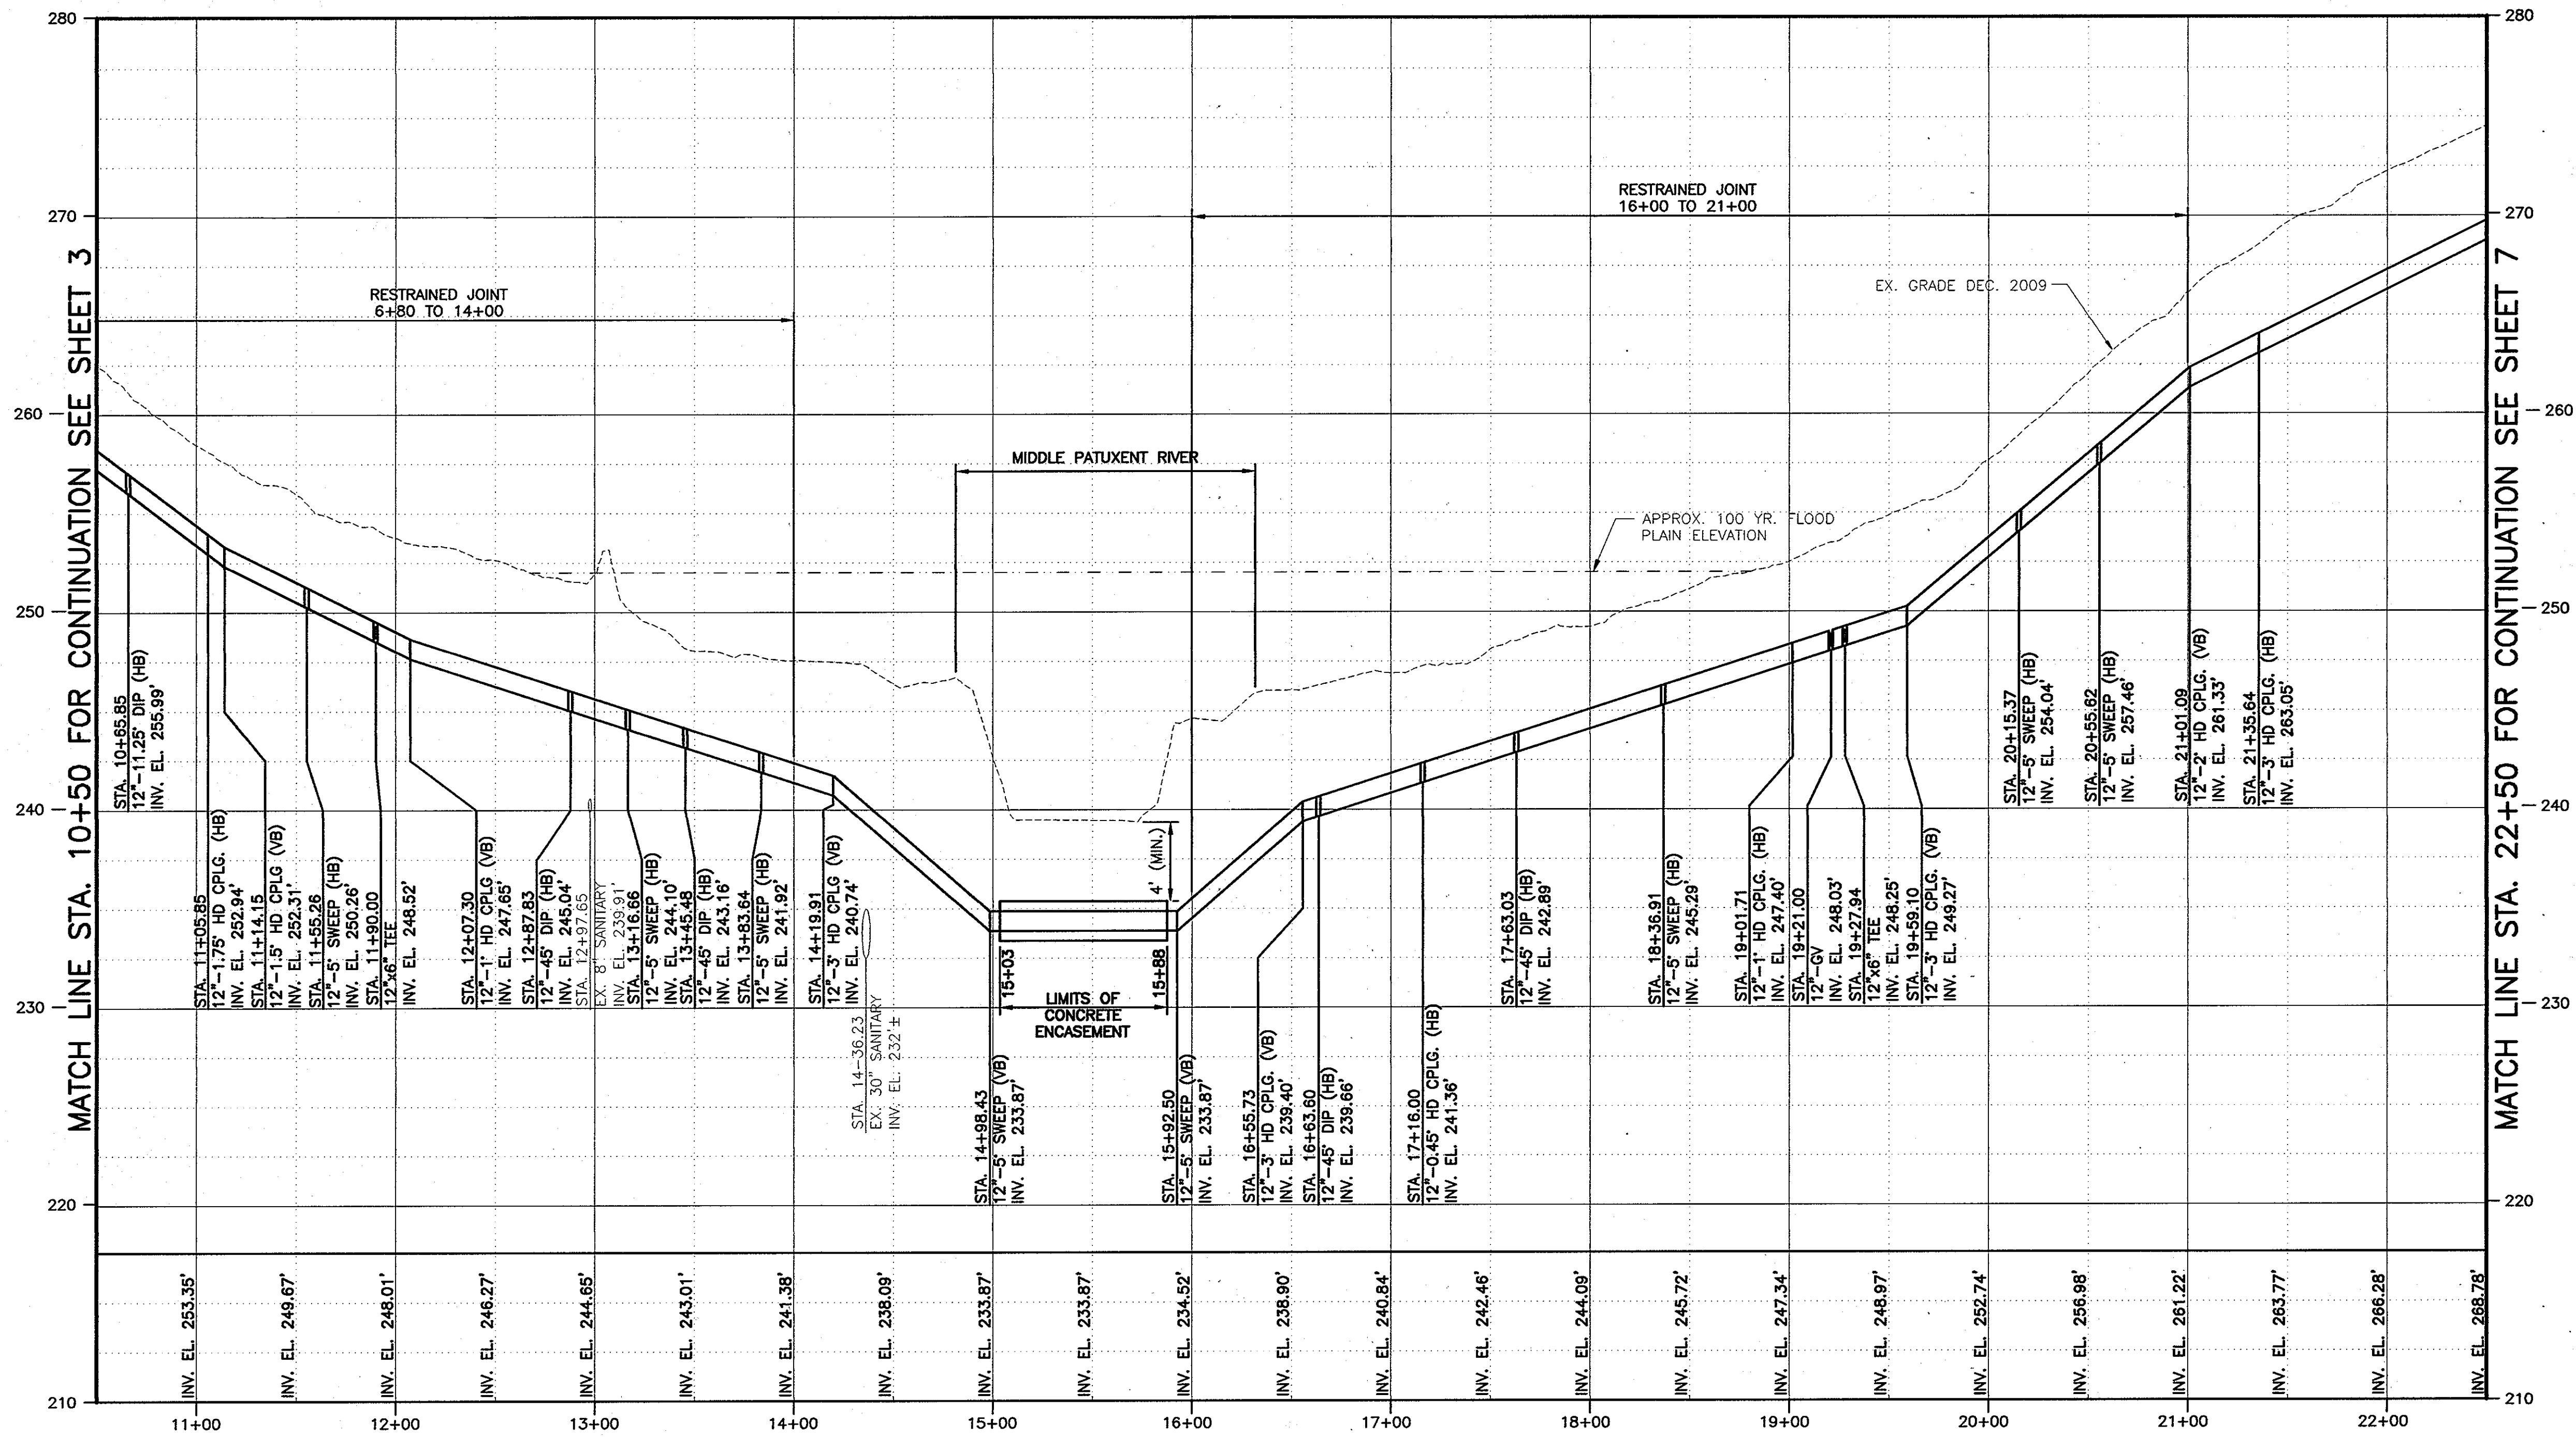 280
270
260
250
240
230
220
210
280
270
260
250
240
230
220
210
MATCH LINE STA. 10+50 FOR CONTINUATION SEE SHEET 3
MATCH LINE STA. 22+50 FOR CONTINUATION SEE SHEET 7
RESTRAINED JOINT
6+80 TO 14+00
RESTRAINED JOINT
16+00 TO 21+00
EX. GRADE DEC. 2009
MIDDLE PATUXENT RIVER
APPROX. 100 YR. FLOOD
PLAIN ELEVATION
4' (MIN.)
15+03
15+88
LIMITS OF
CONCRETE
ENCASEMENT
STA. 10+65.85
12"-11.25° DIP (HB)
INV. EL. 255.99'
STA. 11+05.85
12"-1.75° HD CPLG. (HB)
INV. EL. 252.94'
STA. 11+14.15
12"-1.5° HD CPLG (VB)
INV. EL. 252.31'
STA. 11+55.26
12"-5° SWEEP (HB)
INV. EL. 250.26'
STA. 11+90.00
12"x6" TEE
INV. EL. 248.52'
STA. 12+07.30
12"-1° HD CPLG (VB)
INV. EL. 247.65'
STA. 12+87.83
12"-45° DIP (HB)
INV. EL. 245.04'
STA. 12+97.65
EX. 8" SANITARY
INV. EL. 239.91'
STA. 13+16.66
12"-5° SWEEP (HB)
INV. EL. 244.10'
STA. 13+45.48
12"-45° DIP (HB)
INV. EL. 243.16'
STA. 13+83.64
12"-5° SWEEP (HB)
INV. EL. 241.92'
STA. 14+19.91
12"-3° HD CPLG (VB)
INV. EL. 240.74'
STA. 14-36.23
EX. 30" SANITARY
INV. EL. 232'±
STA. 14+98.43
12"-5° SWEEP (VB)
INV. EL. 233.87'
STA. 15+92.50
12"-5° SWEEP (VB)
INV. EL. 233.87'
STA. 16+55.73
12"-3° HD CPLG. (VB)
INV. EL. 239.40'
STA. 16+63.60
12"-45° DIP (HB)
INV. EL. 239.66'
STA. 17+16.00
12"-0.45° HD CPLG. (HB)
INV. EL. 241.36'
STA. 17+63.03
12"-45° DIP (HB)
INV. EL. 242.89'
STA. 18+36.91
12"-5° SWEEP (HB)
INV. EL. 245.29'
STA. 19+01.71
12"-1° HD CPLG. (HB)
INV. EL. 247.40'
STA. 19+21.00
12"-GV
INV. EL. 248.03'
STA. 19+27.94
12"x6" TEE
INV. EL. 248.25'
STA. 19+59.10
12"-3° HD CPLG. (VB)
INV. EL. 249.27'
STA. 20+15.37
12"-5° SWEEP (HB)
INV. EL. 254.04'
STA. 20+55.62
12"-5° SWEEP (HB)
INV. EL. 257.46'
STA. 21+01.09
12"-2° HD CPLG. (VB)
INV. EL. 261.33'
STA. 21+35.64
12"-3° HD CPLG. (HB)
INV. EL. 263.05'
INV. EL. 253.35'
INV. EL. 249.67'
INV. EL. 248.01'
INV. EL. 246.27'
INV. EL. 244.65'
INV. EL. 243.01'
INV. EL. 241.38'
INV. EL. 238.09'
INV. EL. 233.87'
INV. EL. 233.87'
INV. EL. 234.52'
INV. EL. 238.90'
INV. EL. 240.84'
INV. EL. 242.46'
INV. EL. 244.09'
INV. EL. 245.72'
INV. EL. 247.34'
INV. EL. 248.97'
INV. EL. 252.74'
INV. EL. 256.98'
INV. EL. 261.22'
INV. EL. 263.77'
INV. EL. 266.28'
INV. EL. 268.78'
11+00
12+00
13+00
14+00
15+00
16+00
17+00
18+00
19+00
20+00
21+00
22+00